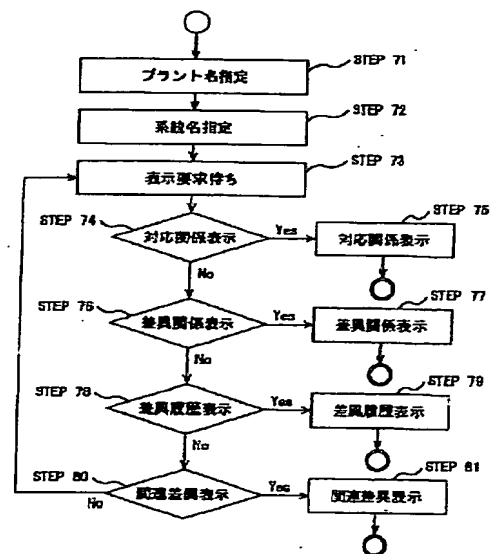 STEP 71
プラント名指定
STEP 72
系統名指定
STEP 73
表示要求待ち
STEP 74
対応関係表示
Yes
STEP 75
対応関係表示
No
STEP 76
差異関係表示
Yes
STEP 77
差異関係表示
No
STEP 78
差異履歴表示
Yes
STEP 79
差異履歴表示
No
STEP 80
関連差異表示
Yes
STEP 81
関連差異表示
No